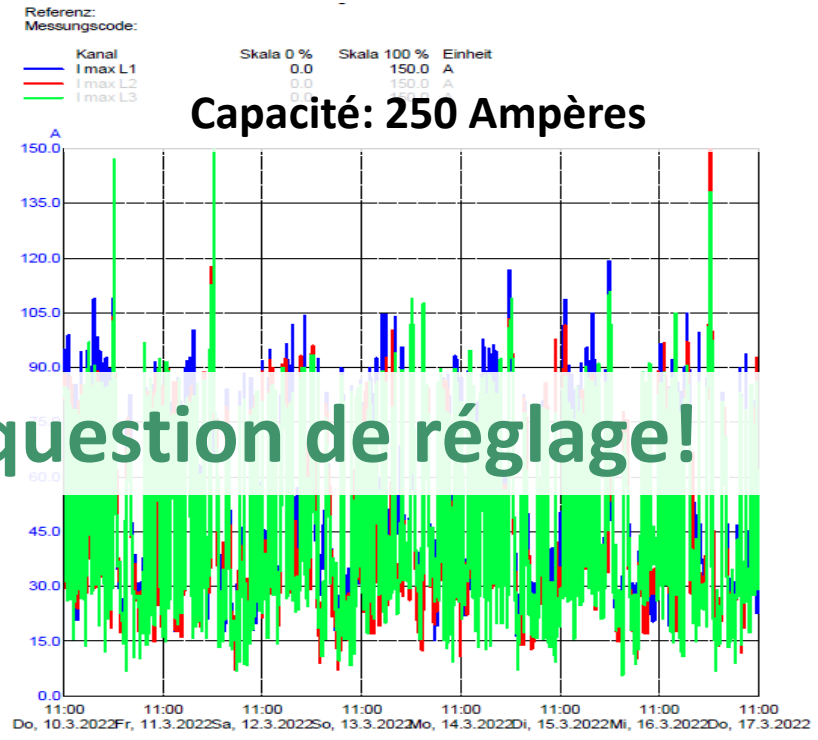 Referenz:
Messungscode:
Kanal Skala 0 % Skala 100 % Einheit
I max L1 0.0 150.0 A
I max L2 0.0 150.0 A
I max L3 0.0 A
Capacité: 250 Ampères
A
150.0
135.0
120.0
105.0
90.0
question de réglage!
60.0
45.0
30.0
15.0
0.0
11:00 11:00 11:00 11:00 11:00 11:00 11:00 11:00
Do, 10.3.2022 Fr, 11.3.2022 Sa, 12.3.2022 So, 13.3.2022 Mo, 14.3.2022 Di, 15.3.2022 Mi, 16.3.2022 Do, 17.3.2022